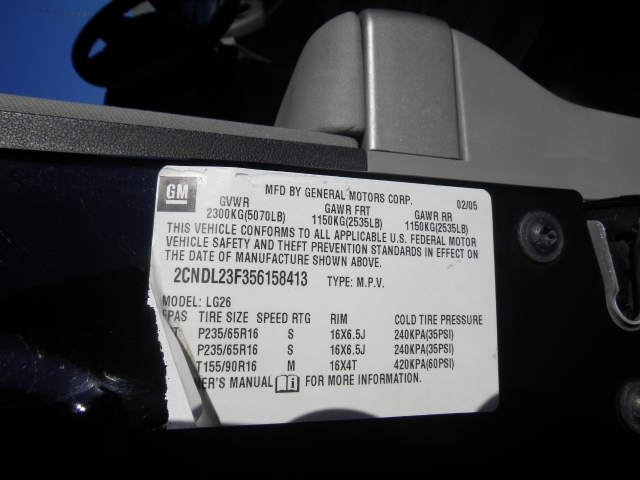 GM
MFD BY GENERAL MOTORS CORP. 02/05
GVWR GAWR FRT GAWR RR
2300KG(5070LB) 1150KG(2535LB) 1150KG(2535LB)
THIS VEHICLE CONFORMS TO ALL APPLICABLE U.S. FEDERAL MOTOR
VEHICLE SAFETY AND THEFT PREVENTION STANDARDS IN EFFECT ON
THE DATE OF MANUFACTURE SHOWN ABOVE.
2CNDL23F356158413 TYPE: M.P.V.
MODEL: LG26
SPAS TIRE SIZE SPEED RTG RIM COLD TIRE PRESSURE
T P235/65R16 S 16X6.5J 240KPA(35PSI)
P235/65R16 S 16X6.5J 240KPA(35PSI)
T155/90R16 M 16X4T 420KPA(60PSI)
ER'S MANUAL i FOR MORE INFORMATION.